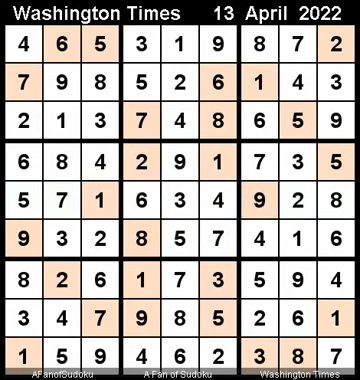 Washington Times 13 April 2022
4 6 5 3 1 9 8 7 2
7 9 8 5 2 6 1 4 3
2 1 3 7 4 8 6 5 9
6 8 4 2 9 1 7 3 5
5 7 1 6 3 4 9 2 8
9 3 2 8 5 7 4 1 6
8 2 6 1 7 3 5 9 4
3 4 7 9 8 5 2 6 1
1 5 9 4 6 2 3 8 7
AFanofSudoku A Fan of Sudoku Washington Times